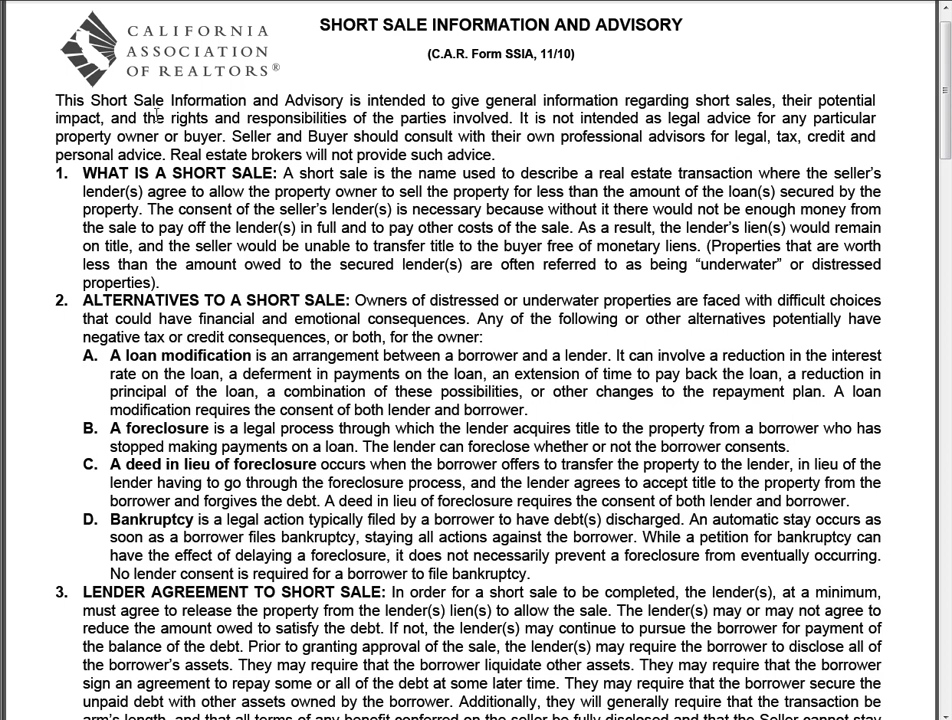 CALIFORNIA
ASSOCIATION
OF REALTORS®
SHORT SALE INFORMATION AND ADVISORY
(C.A.R. Form SSIA, 11/10)
This Short Sale Information and Advisory is intended to give general information regarding short sales, their potential
impact, and the rights and responsibilities of the parties involved. It is not intended as legal advice for any particular
property owner or buyer. Seller and Buyer should consult with their own professional advisors for legal, tax, credit and
personal advice. Real estate brokers will not provide such advice.
1. WHAT IS A SHORT SALE: A short sale is the name used to describe a real estate transaction where the seller's
lender(s) agree to allow the property owner to sell the property for less than the amount of the loan(s) secured by the
property. The consent of the seller's lender(s) is necessary because without it there would not be enough money from
the sale to pay off the lender(s) in full and to pay other costs of the sale. As a result, the lender's lien(s) would remain
on title, and the seller would be unable to transfer title to the buyer free of monetary liens. (Properties that are worth
less than the amount owed to the secured lender(s) are often referred to as being “underwater” or distressed
properties).
2. ALTERNATIVES TO A SHORT SALE: Owners of distressed or underwater properties are faced with difficult choices
that could have financial and emotional consequences. Any of the following or other alternatives potentially have
negative tax or credit consequences, or both, for the owner:
A. A loan modification is an arrangement between a borrower and a lender. It can involve a reduction in the interest
rate on the loan, a deferment in payments on the loan, an extension of time to pay back the loan, a reduction in
principal of the loan, a combination of these possibilities, or other changes to the repayment plan. A loan
modification requires the consent of both lender and borrower.
B. A foreclosure is a legal process through which the lender acquires title to the property from a borrower who has
stopped making payments on a loan. The lender can foreclose whether or not the borrower consents.
C. A deed in lieu of foreclosure occurs when the borrower offers to transfer the property to the lender, in lieu of the
lender having to go through the foreclosure process, and the lender agrees to accept title to the property from the
borrower and forgives the debt. A deed in lieu of foreclosure requires the consent of both lender and borrower.
D. Bankruptcy is a legal action typically filed by a borrower to have debt(s) discharged. An automatic stay occurs as
soon as a borrower files bankruptcy, staying all actions against the borrower. While a petition for bankruptcy can
have the effect of delaying a foreclosure, it does not necessarily prevent a foreclosure from eventually occurring.
No lender consent is required for a borrower to file bankruptcy.
3. LENDER AGREEMENT TO SHORT SALE: In order for a short sale to be completed, the lender(s), at a minimum,
must agree to release the property from the lender(s) lien(s) to allow the sale. The lender(s) may or may not agree to
reduce the amount owed to satisfy the debt. If not, the lender(s) may continue to pursue the borrower for payment of
the balance of the debt. Prior to granting approval of the sale, the lender(s) may require the borrower to disclose all of
the borrower's assets. They may require that the borrower liquidate other assets. They may require that the borrower
sign an agreement to repay some or all of the debt at some later time. They may require that the borrower secure the
unpaid debt with other assets owned by the borrower. Additionally, they will generally require that the transaction be
arm's length, and that all terms of any benefit conferred on the seller be fully disclosed and that the Seller cannot stay